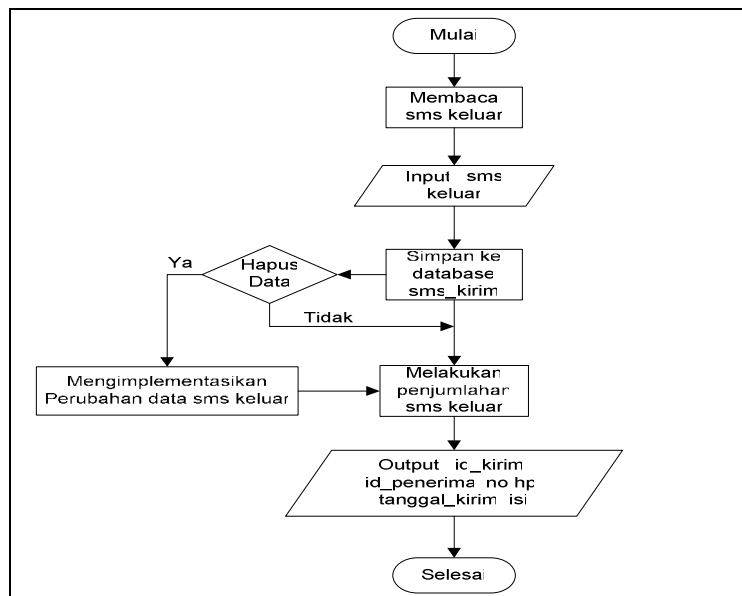 Mulai
Membaca
sms keluar
Input sms
keluar
Simpan ke
database
sms_kirim
Hapus
Data
Ya
Tidak
Mengimplementasikan
Perubahan data sms keluar
Melakukan
penjumlahan
sms keluar
Output id_kirim
id_penerima no hp
tanggal_kirim isi
Selesai